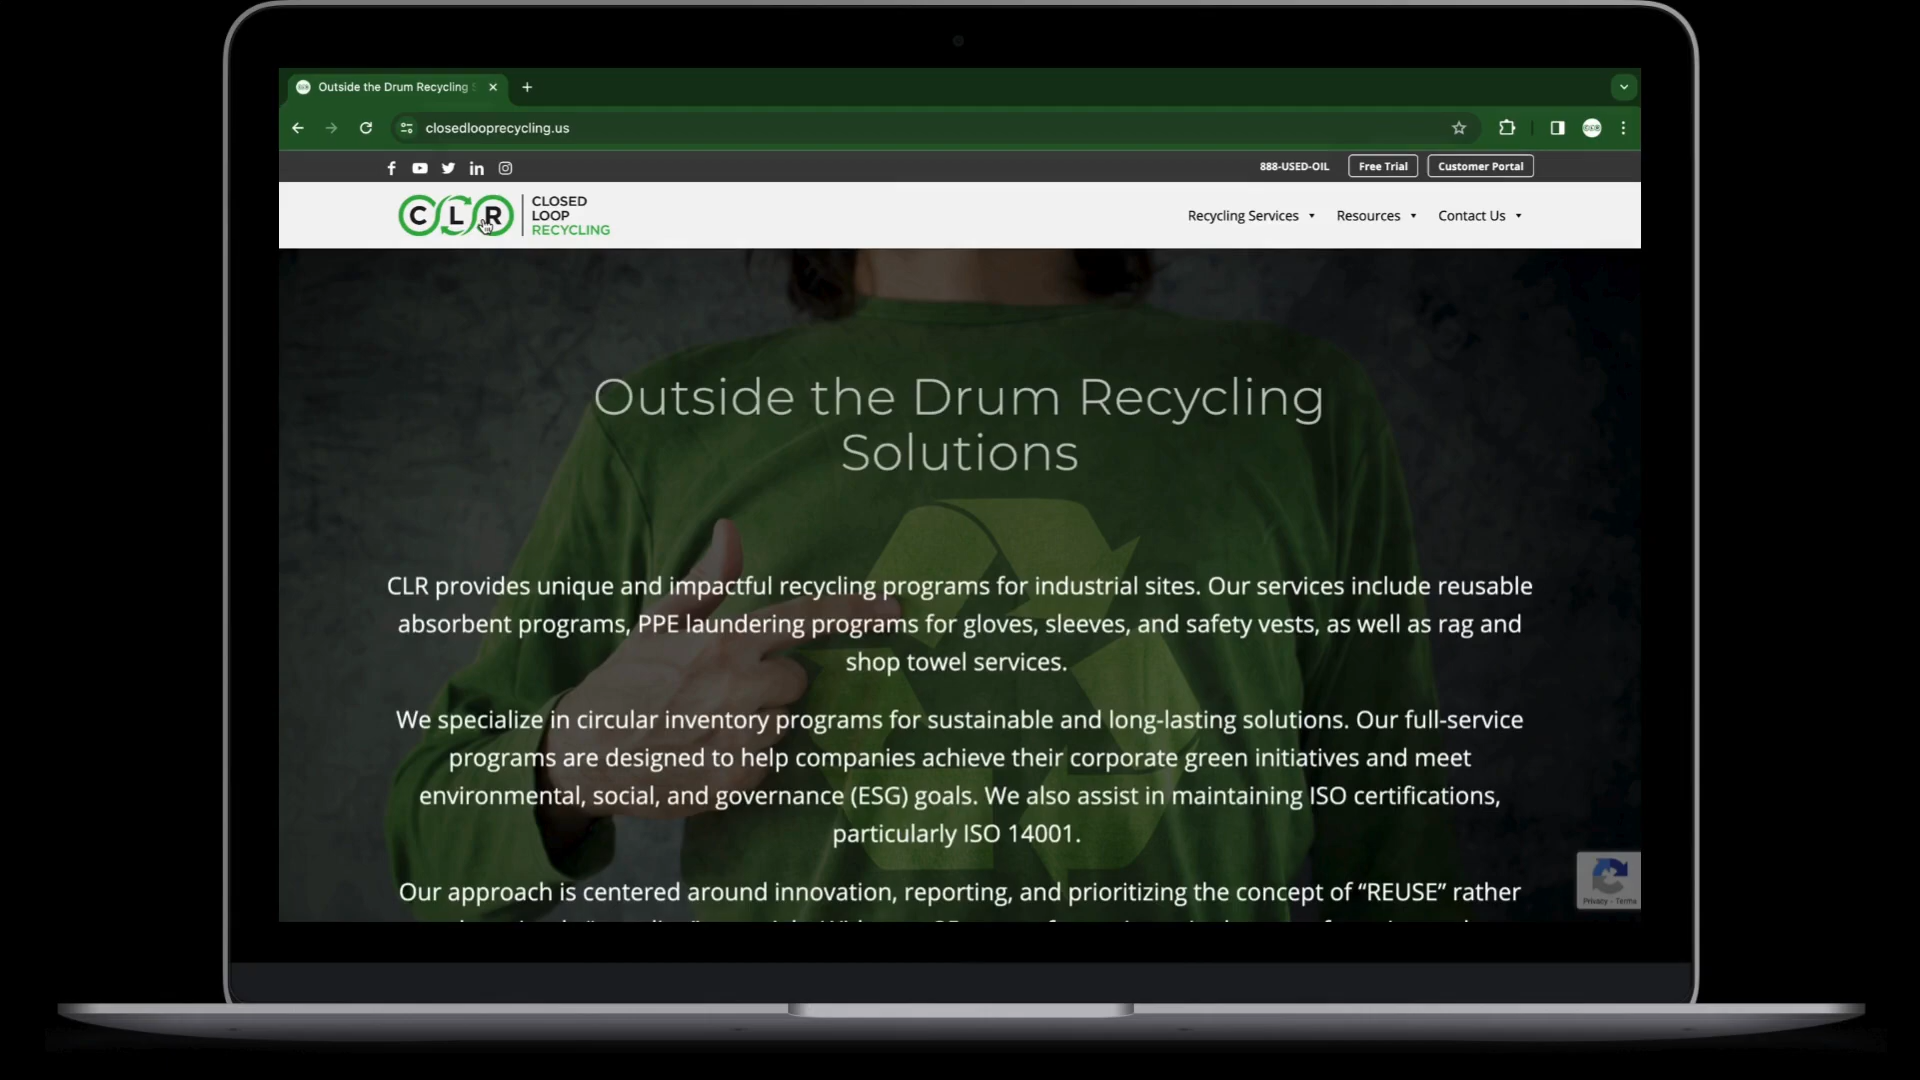 Outside the Drum Recycling
closedlooprecycling.us
888-USED-OIL
Free Trial
Customer Portal
CLR
CLOSED
LOOP
RECYCLING
Recycling Services
Resources
Contact Us
Outside the Drum Recycling
Solutions
CLR provides unique and impactful recycling programs for industrial sites. Our services include reusable
absorbent programs, PPE laundering programs for gloves, sleeves, and safety vests, as well as rag and
shop towel services.
We specialize in circular inventory programs for sustainable and long-lasting solutions. Our full-service
programs are designed to help companies achieve their corporate green initiatives and meet
environmental, social, and governance (ESG) goals. We also assist in maintaining ISO certifications,
particularly ISO 14001.
Our approach is centered around innovation, reporting, and prioritizing the concept of “REUSE” rather
Privacy - Terms